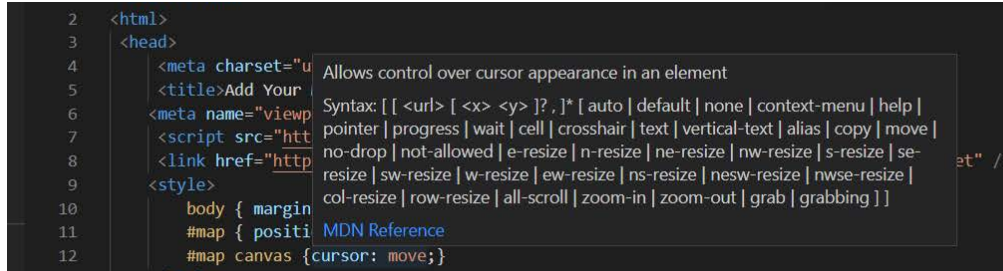 2 <html>
3 <head>
4 <meta charset="u
Allows control over cursor appearance in an element
5 <title>Add Your
Syntax: [ [ <url> [ <x> <y> ]? , ]* [ auto | default | none | context-menu | help |
6 <meta name="viewp
pointer | progress | wait | cell | crosshair | text | vertical-text | alias | copy | move |
7 <script src="htt
no-drop | not-allowed | e-resize | n-resize | ne-resize | nw-resize | s-resize | se-
8 <link href="http
et" /
resize | sw-resize | w-resize | ew-resize | ns-resize | nesw-resize | nwse-resize |
9 <style>
col-resize | row-resize | all-scroll | zoom-in | zoom-out | grab | grabbing ] ]
10 body { margin
11 #map { positi
MDN Reference
12 #map canvas {cursor: move;}